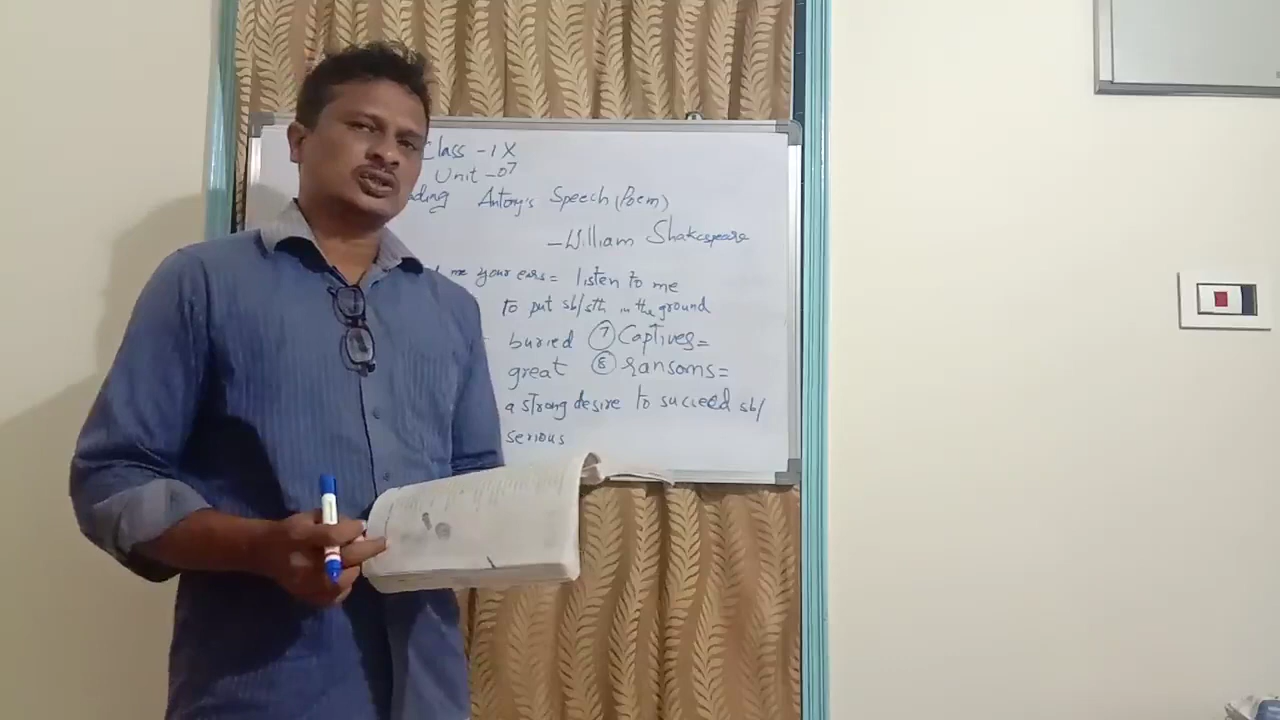 Class - IX
Unit - 07
Antony's Speech (Poem)
- William Shakespeare
me your ears = listen to me
to put sb/sth in the ground
buried ⑦ Captives =
great ⑧ ransoms =
a strong desire to succeed sb/
serious